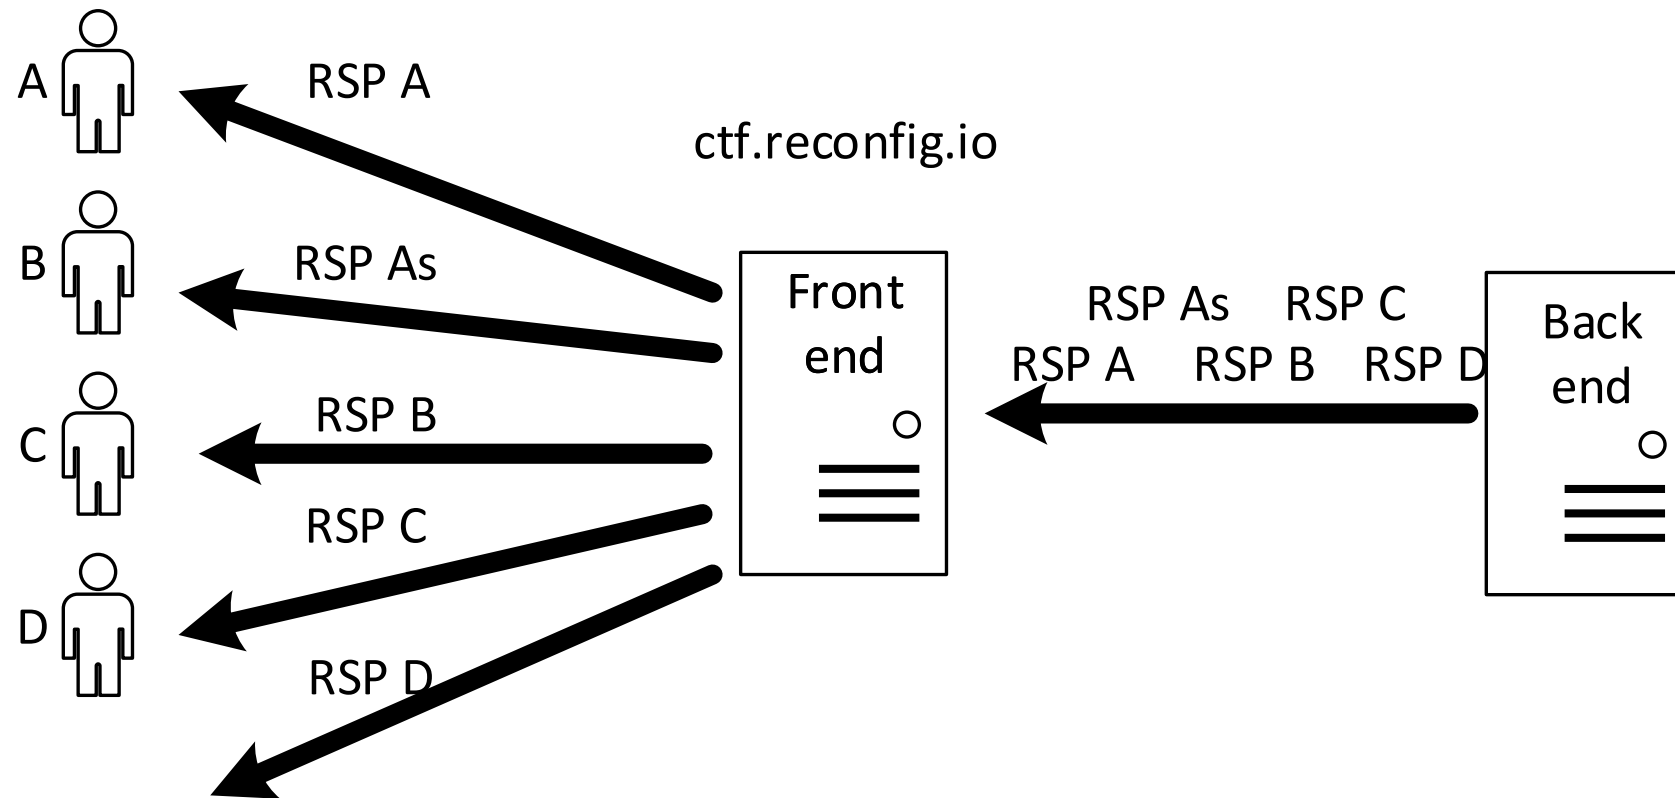 A
RSP A
ctf.reconfig.io
B
RSP As
Front
end
RSP As
RSP C
RSP A
RSP B
RSP D
Back
end
C
RSP B
RSP C
D
RSP D